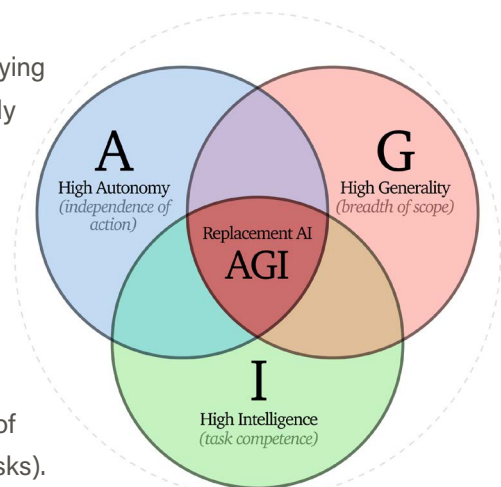 ying
ly
A
High Autonomy
(independence of
action)
G
High Generality
(breadth of scope)
Replacement AI
AGI
I
High Intelligence
(task competence)
of
sks).